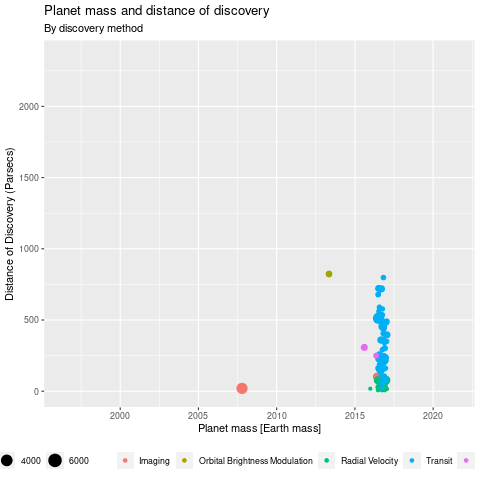 Planet mass and distance of discovery
By discovery method
Distance of Discovery (Parsecs)
2000
1500
1000
500
0
2000 2005 2010 2015 2020
Planet mass [Earth mass]
4000 6000 Imaging Orbital Brightness Modulation Radial Velocity Transit